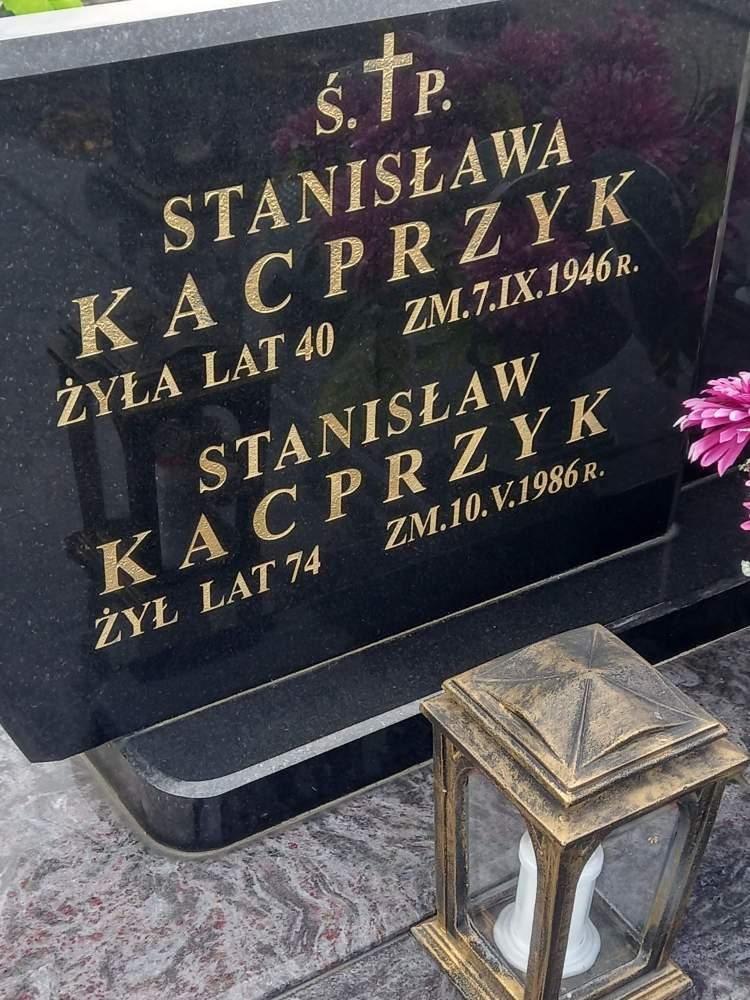 Ś. P.
STANISŁAWA
KACPRZYK
ŻYŁA LAT 40 ZM.7.IX.1946 R.
STANISŁAW
KACPRZYK
ŻYŁ LAT 74 ZM.10.V.1986 R.